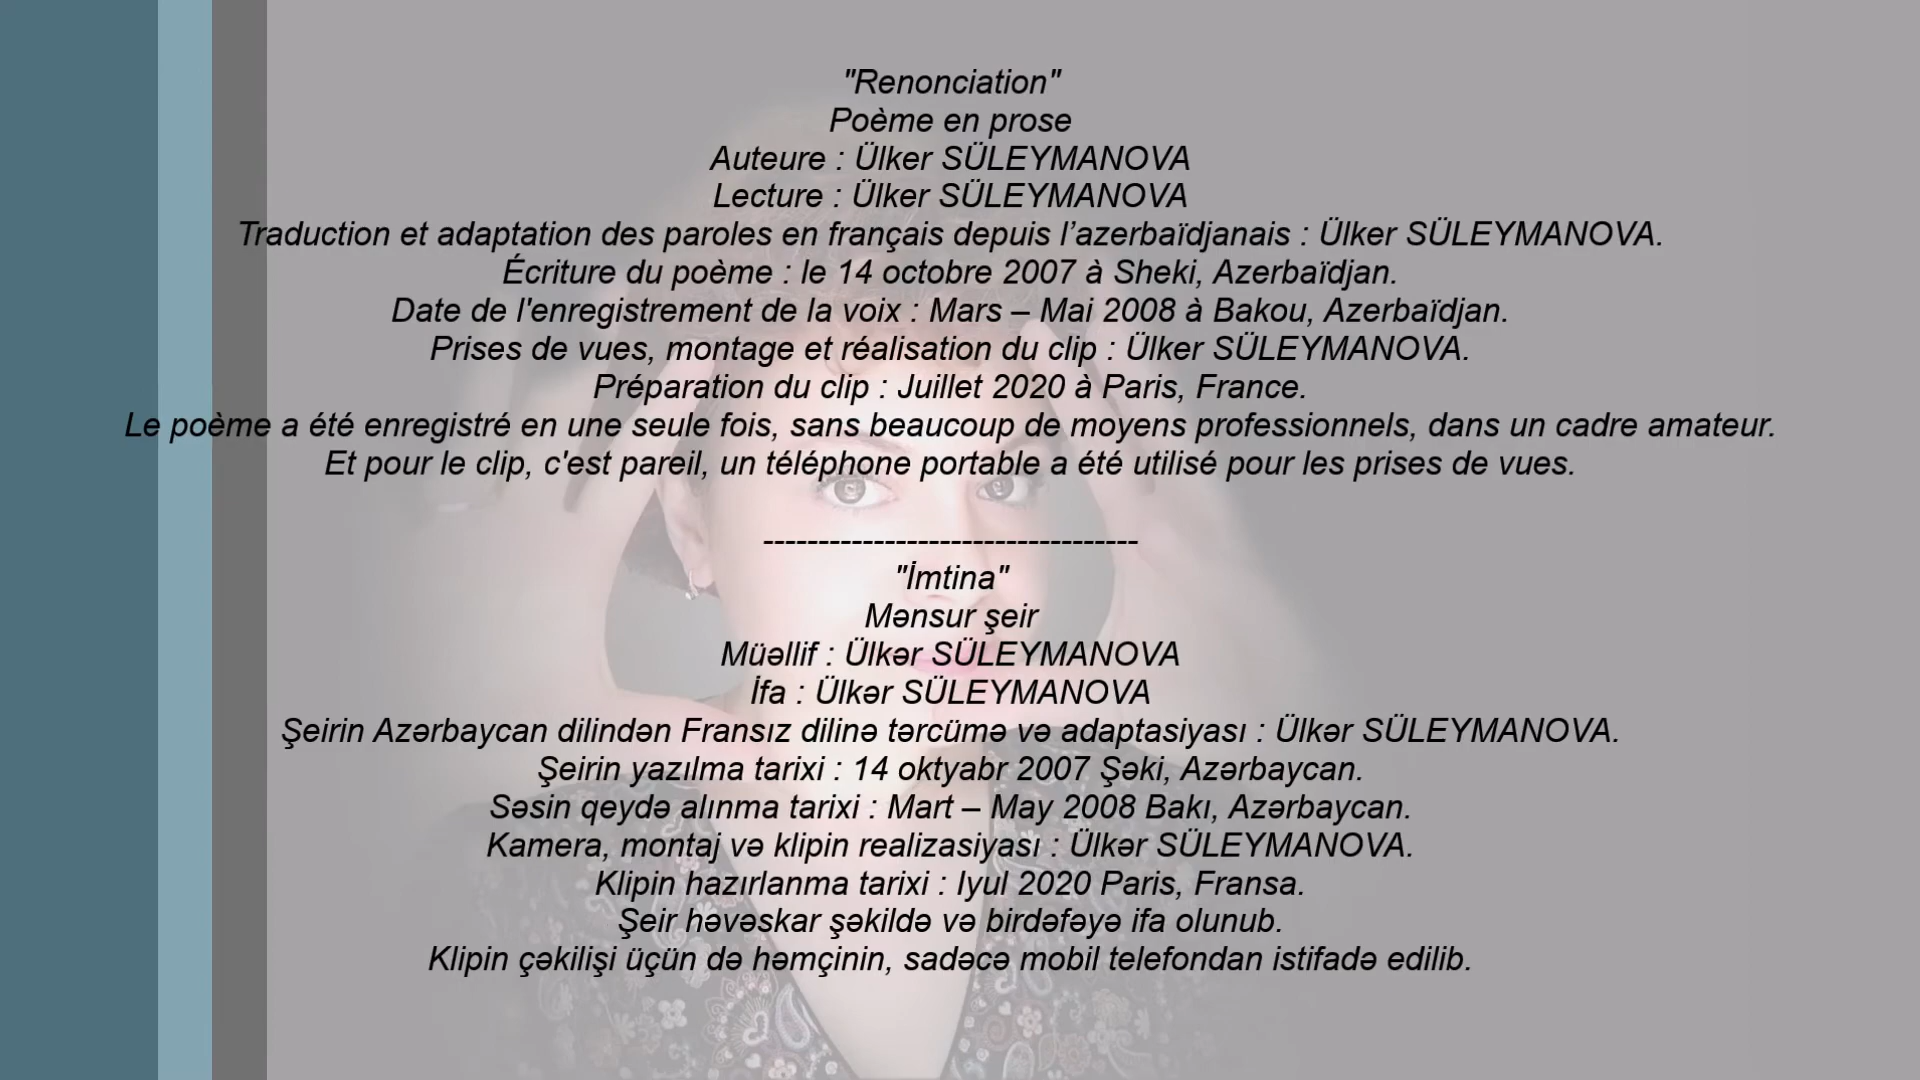 "Renonciation"
Poème en prose
Auteure : Ülker SÜLEYMANOVA
Lecture : Ülker SÜLEYMANOVA
Traduction et adaptation des paroles en français depuis l’azerbaïdjanais : Ülker SÜLEYMANOVA.
Écriture du poème : le 14 octobre 2007 à Sheki, Azerbaïdjan.
Date de l'enregistrement de la voix : Mars – Mai 2008 à Bakou, Azerbaïdjan.
Prises de vues, montage et réalisation du clip : Ülker SÜLEYMANOVA.
Préparation du clip : Juillet 2020 à Paris, France.
Le poème a été enregistré en une seule fois, sans beaucoup de moyens professionnels, dans un cadre amateur.
Et pour le clip, c'est pareil, un téléphone portable a été utilisé pour les prises de vues.
----------------------------------
"İmtina"
Mənsur şeir
Müəllif : Ülkər SÜLEYMANOVA
İfa : Ülkər SÜLEYMANOVA
Şeirin Azərbaycan dilindən Fransız dilinə tərcümə və adaptasiyası : Ülkər SÜLEYMANOVA.
Şeirin yazılma tarixi : 14 oktyabr 2007 Şəki, Azərbaycan.
Səsin qeydə alınma tarixi : Mart – May 2008 Bakı, Azərbaycan.
Kamera, montaj və klipin realizasiyası : Ülkər SÜLEYMANOVA.
Klipin hazırlanma tarixi : Iyul 2020 Paris, Fransa.
Şeir həvəskar şəkildə və birdəfəyə ifa olunub.
Klipin çəkilişi üçün də həmçinin, sadəcə mobil telefondan istifadə edilib.